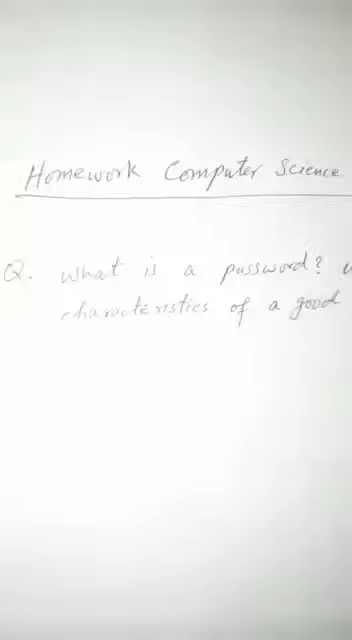 Homework Computer Science
Q. what is a password?
characteristics of a good